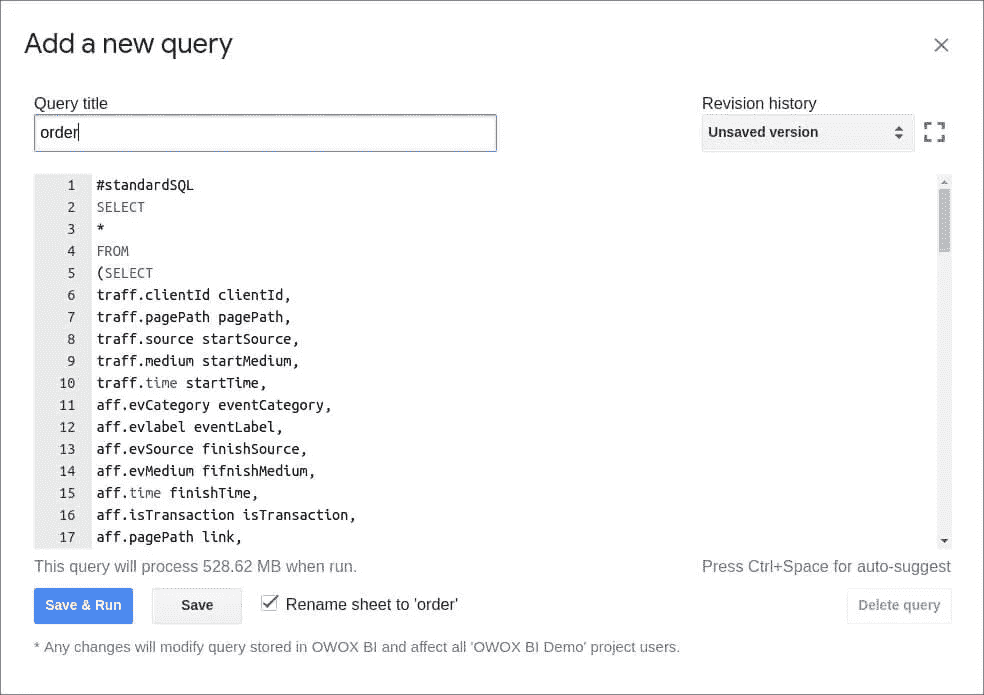 Add a new query
Query title
Revision history
order
Unsaved version
1 #standardSQL
2 SELECT
3 *
4 FROM
5 (SELECT
6 traff.clientId clientId,
7 traff.pagePath pagePath,
8 traff.source startSource,
9 traff.medium startMedium,
10 traff.time startTime,
11 aff.evCategory eventCategory,
12 aff.evlabel eventLabel,
13 aff.evSource finishSource,
14 aff.evMedium fifnishMedium,
15 aff.time finishTime,
16 aff.isTransaction isTransaction,
17 aff.pagePath link,
This query will process 528.62 MB when run.
Press Ctrl+Space for auto-suggest
Save & Run
Save
Rename sheet to 'order'
Delete query
* Any changes will modify query stored in OWOX BI and affect all 'OWOX BI Demo' project users.